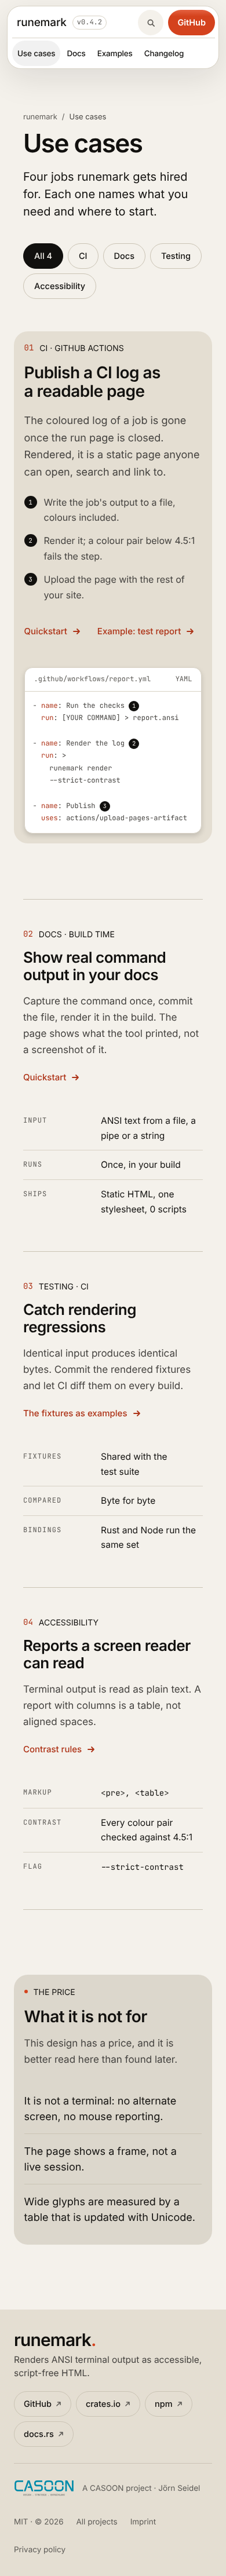 runemark v0.4.2 GitHub
Use cases Docs Examples Changelog
runemark / Use cases
Use cases
Four jobs runemark gets hired
for. Each one names what you
need and where to start.
All 4 CI Docs Testing
Accessibility
01 CI · GITHUB ACTIONS
Publish a CI log as
a readable page
The coloured log of a job is gone
once the run page is closed.
Rendered, it is a static page anyone
can open, search and link to.
1 Write the job's output to a file,
colours included.
2 Render it; a colour pair below 4.5:1
fails the step.
3 Upload the page with the rest of
your site.
Quickstart → Example: test report →
.github/workflows/report.yml YAML
- name: Run the checks 1
run: [YOUR COMMAND] > report.ansi
- name: Render the log 2
run: >
runemark render
--strict-contrast
- name: Publish 3
uses: actions/upload-pages-artifact
02 DOCS · BUILD TIME
Show real command
output in your docs
Capture the command once, commit
the file, render it in the build. The
page shows what the tool printed, not
a screenshot of it.
Quickstart →
INPUT ANSI text from a file, a
pipe or a string
RUNS Once, in your build
SHIPS Static HTML, one
stylesheet, 0 scripts
03 TESTING · CI
Catch rendering
regressions
Identical input produces identical
bytes. Commit the rendered fixtures
and let CI diff them on every build.
The fixtures as examples →
FIXTURES Shared with the
test suite
COMPARED Byte for byte
BINDINGS Rust and Node run the
same set
04 ACCESSIBILITY
Reports a screen reader
can read
Terminal output is read as plain text. A
report with columns is a table, not
aligned spaces.
Contrast rules →
MARKUP <pre>, <table>
CONTRAST Every colour pair
checked against 4.5:1
FLAG --strict-contrast
THE PRICE
What it is not for
This design has a price, and it is
better read here than found later.
It is not a terminal: no alternate
screen, no mouse reporting.
The page shows a frame, not a
live session.
Wide glyphs are measured by a
table that is updated with Unicode.
runemark.
Renders ANSI terminal output as accessible,
script-free HTML.
GitHub ↗ crates.io ↗ npm ↗
docs.rs ↗
CASOON A CASOON project · Jörn Seidel
MIT · © 2026 All projects Imprint
Privacy policy